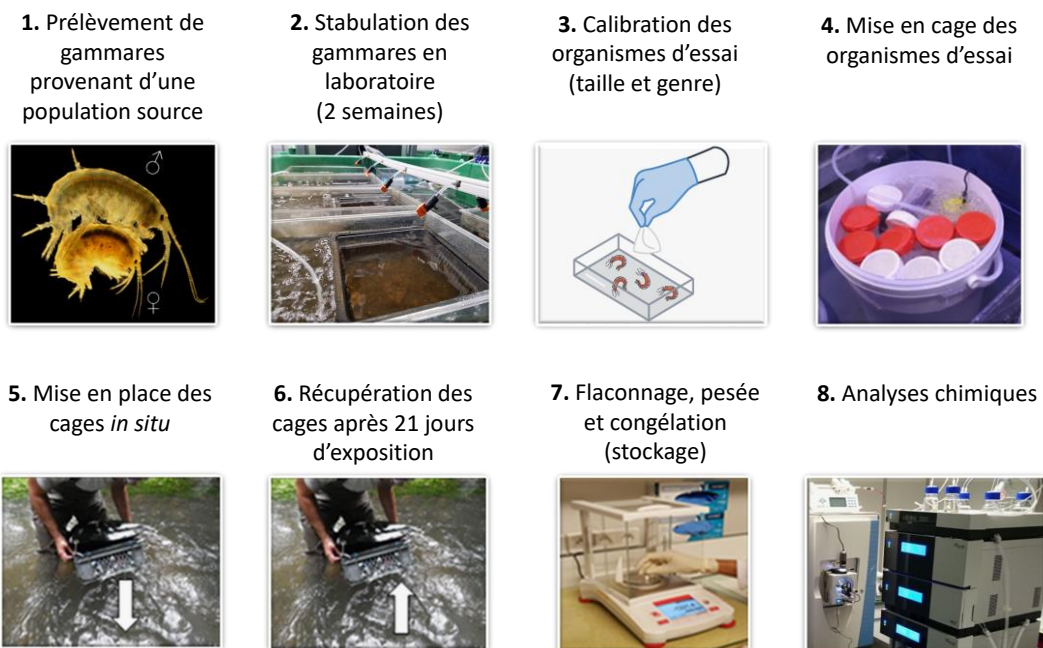 1. Prélèvement de
gammares
provenant d'une
population source
2. Stabulation des
gammares en
laboratoire
(2 semaines)
3. Calibration des
organismes d'essai
(taille et genre)
4. Mise en cage des
organismes d'essai
♂
♀
5. Mise en place des
cages in situ
6. Récupération des
cages après 21 jours
d'exposition
7. Flaconnage, pesée
et congélation
(stockage)
8. Analyses chimiques